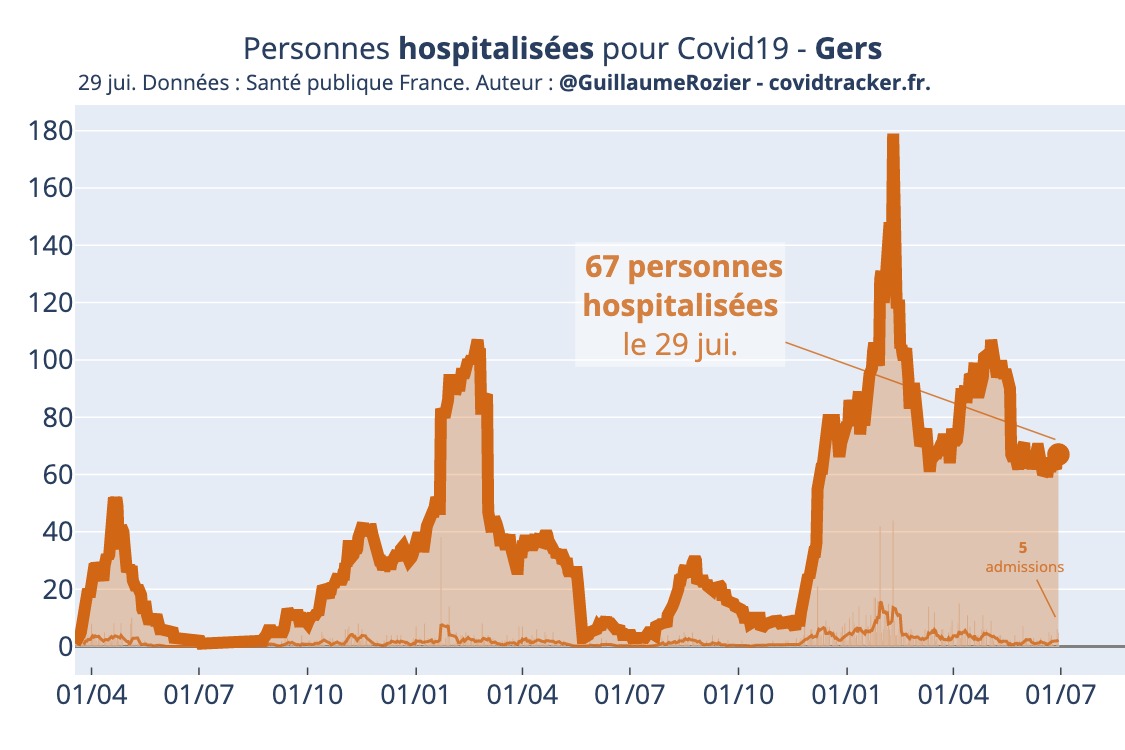 Personnes hospitalisées pour Covid19 - Gers
29 jui. Données : Santé publique France. Auteur : @GuillaumeRozier - covidtracker.fr.
180
160
140
120
100
80
60
40
20
0
67 personnes
hospitalisées
le 29 jui.
5
admissions
01/04 01/07 01/10 01/01 01/04 01/07 01/10 01/01 01/04 01/07